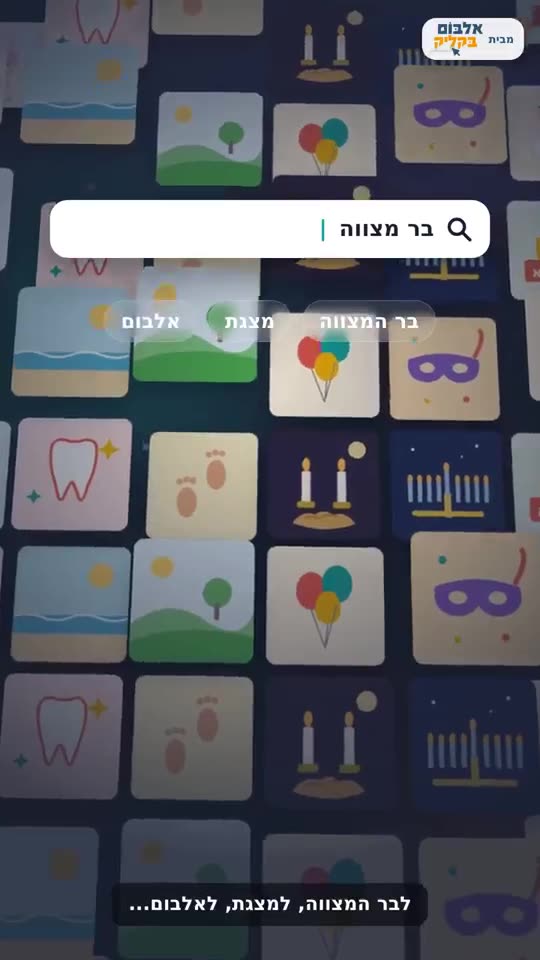 אלבום
מבית בקליק
בר מצווה
בר המצווה מצגת אלבום
לבר המצווה, למצגת, לאלבום...